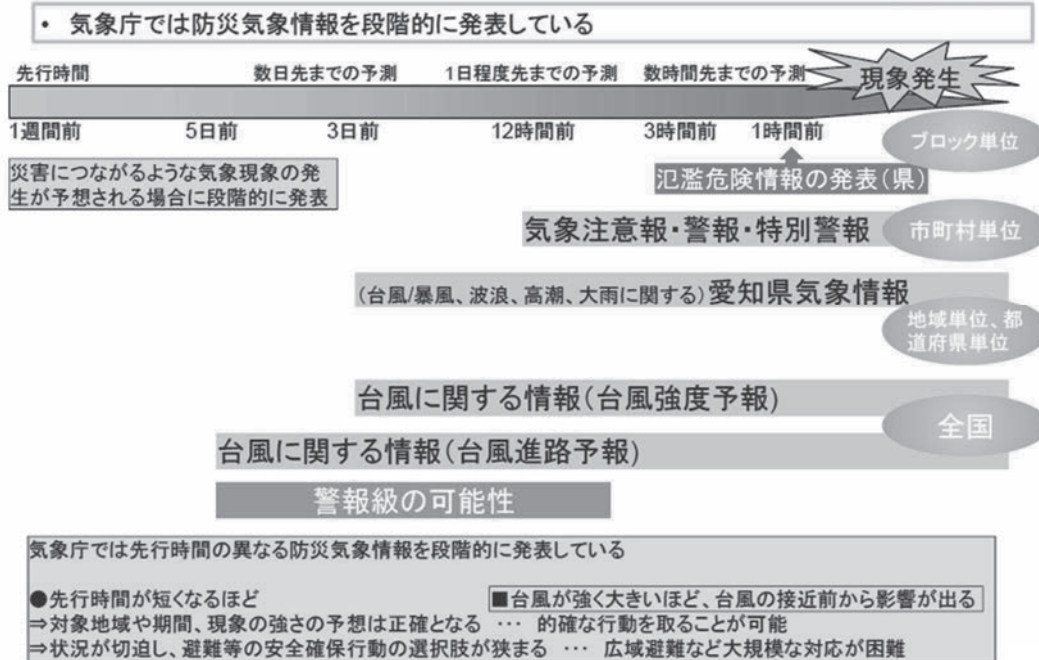 • 気象庁では防災気象情報を段階的に発表している
先行時間 数日先までの予測 1日程度先までの予測 数時間先までの予測 現象発生
1週間前 5日前 3日前 12時間前 3時間前 1時間前
ブロック単位
災害につながるような気象現象の発
生が予想される場合に段階的に発表
氾濫危険情報の発表(県)
気象注意報・警報・特別警報 市町村単位
(台風/暴風、波浪、高潮、大雨に関する)愛知県気象情報
地域単位、都
道府県単位
台風に関する情報(台風強度予報)
全国
台風に関する情報(台風進路予報)
警報級の可能性
気象庁では先行時間の異なる防災気象情報を段階的に発表している
●先行時間が短くなるほど ■台風が強く大きいほど、台風の接近前から影響が出る
⇒対象地域や期間、現象の強さの予想は正確となる … 的確な行動を取ることが可能
⇒状況が切迫し、避難等の安全確保行動の選択肢が狭まる … 広域避難など大規模な対応が困難